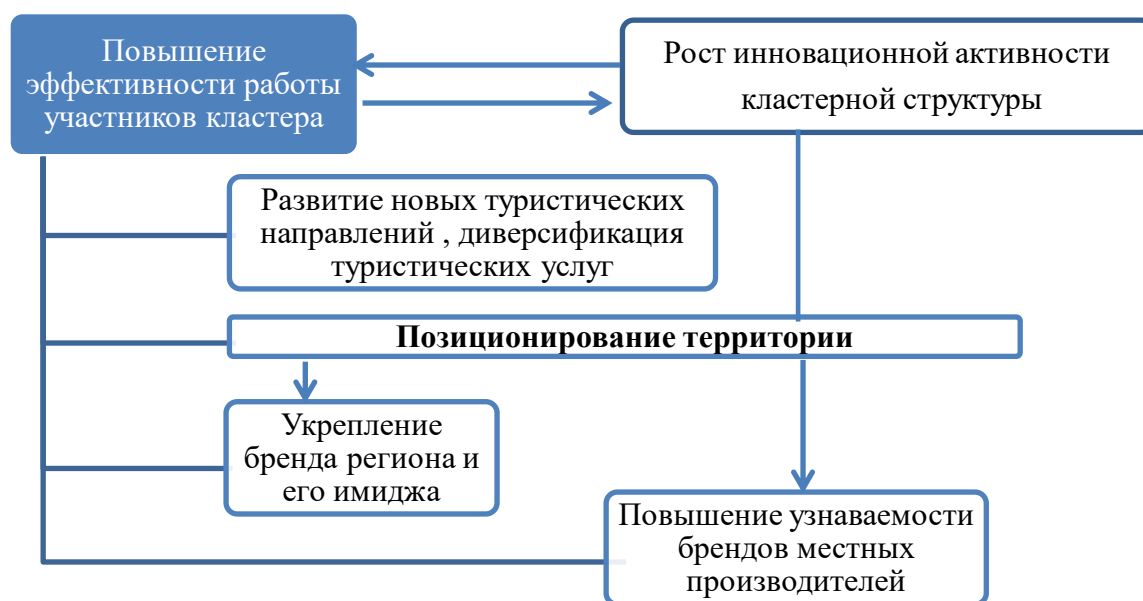 Повышение
эффективности работы
участников кластера
Рост инновационной активности
кластерной структуры
Развитие новых туристических
направлений , диверсификация
туристических услуг
Позиционирование территории
Укрепление
бренда региона и
его имиджа
Повышение узнаваемости
брендов местных
производителей